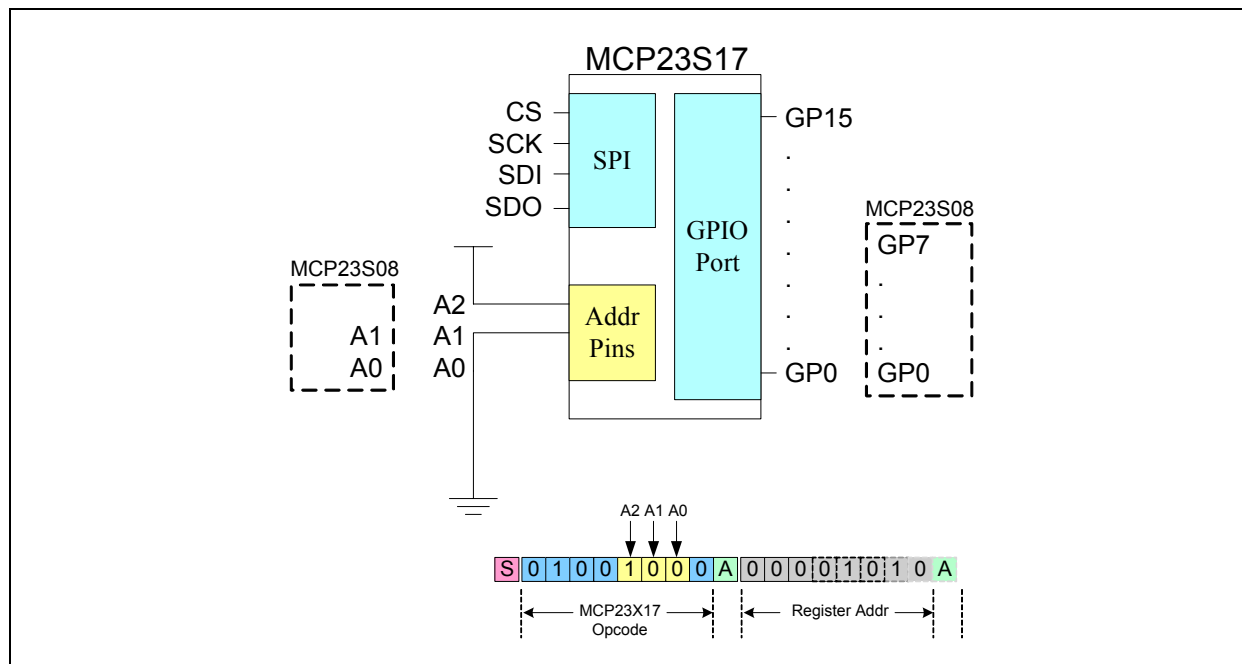 MCP23S17
CS
SCK
SDI
SDO
SPI
GPIO
Port
GP15
.
.
.
.
.
.
.
GP0
MCP23S08
GP7
.
.
.
GP0
MCP23S08
A1
A0
A2
A1
A0
Addr
Pins
A2 A1 A0
S 0 1 0 0 1 0 0 0 A 0 0 0 0 1 0 1 0 A
MCP23X17
Opcode
Register Addr